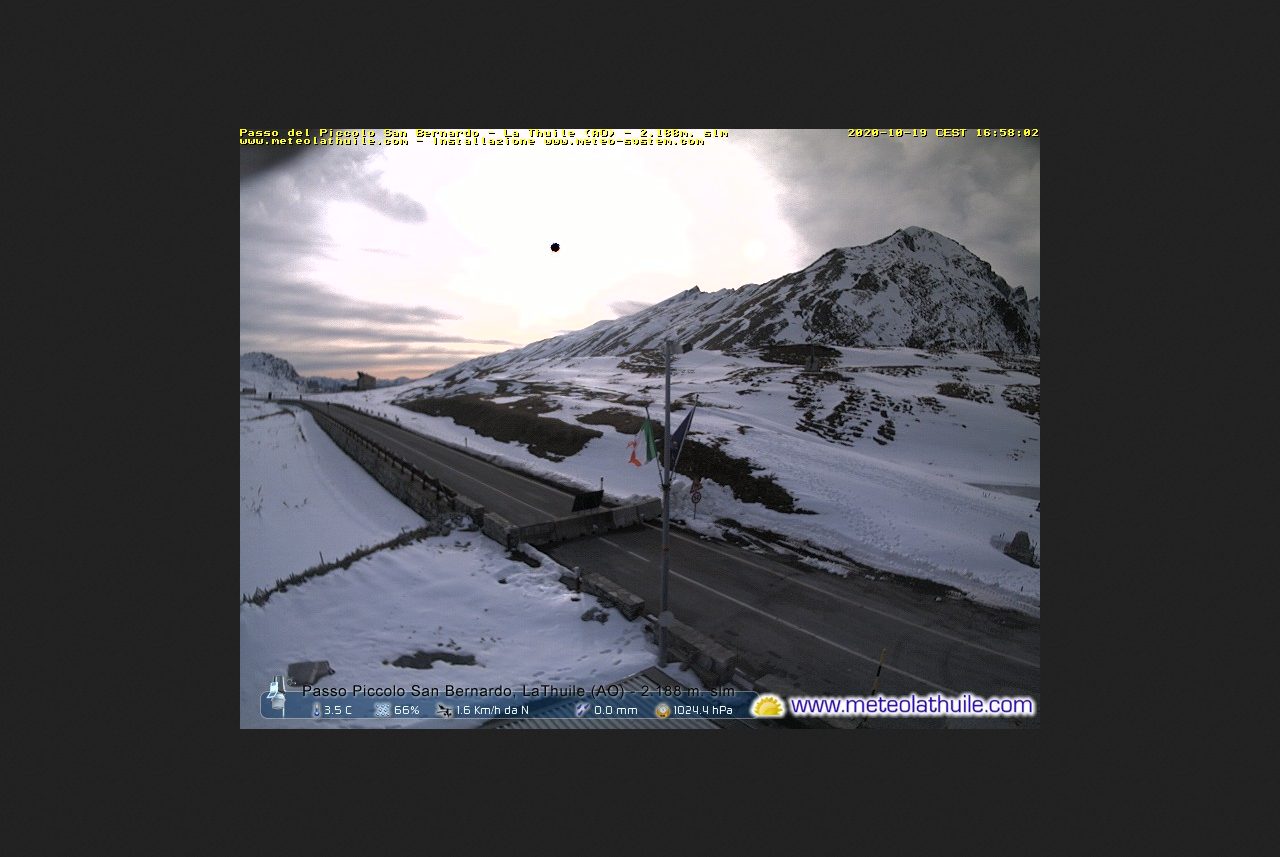 Passo del Piccolo San Bernardo - La Thuile (AO) - 2.188m. slm
2020-10-19 CEST 16:58:02
www.meteolathuile.com - Installazione www.meteo-system.com
Passo Piccolo San Bernardo, LaThuile (AO) - 2.188 m. slm
3.5 C 66% 1.6 Km/h da N 0.0 mm 1024.4 hPa
www.meteolathuile.com